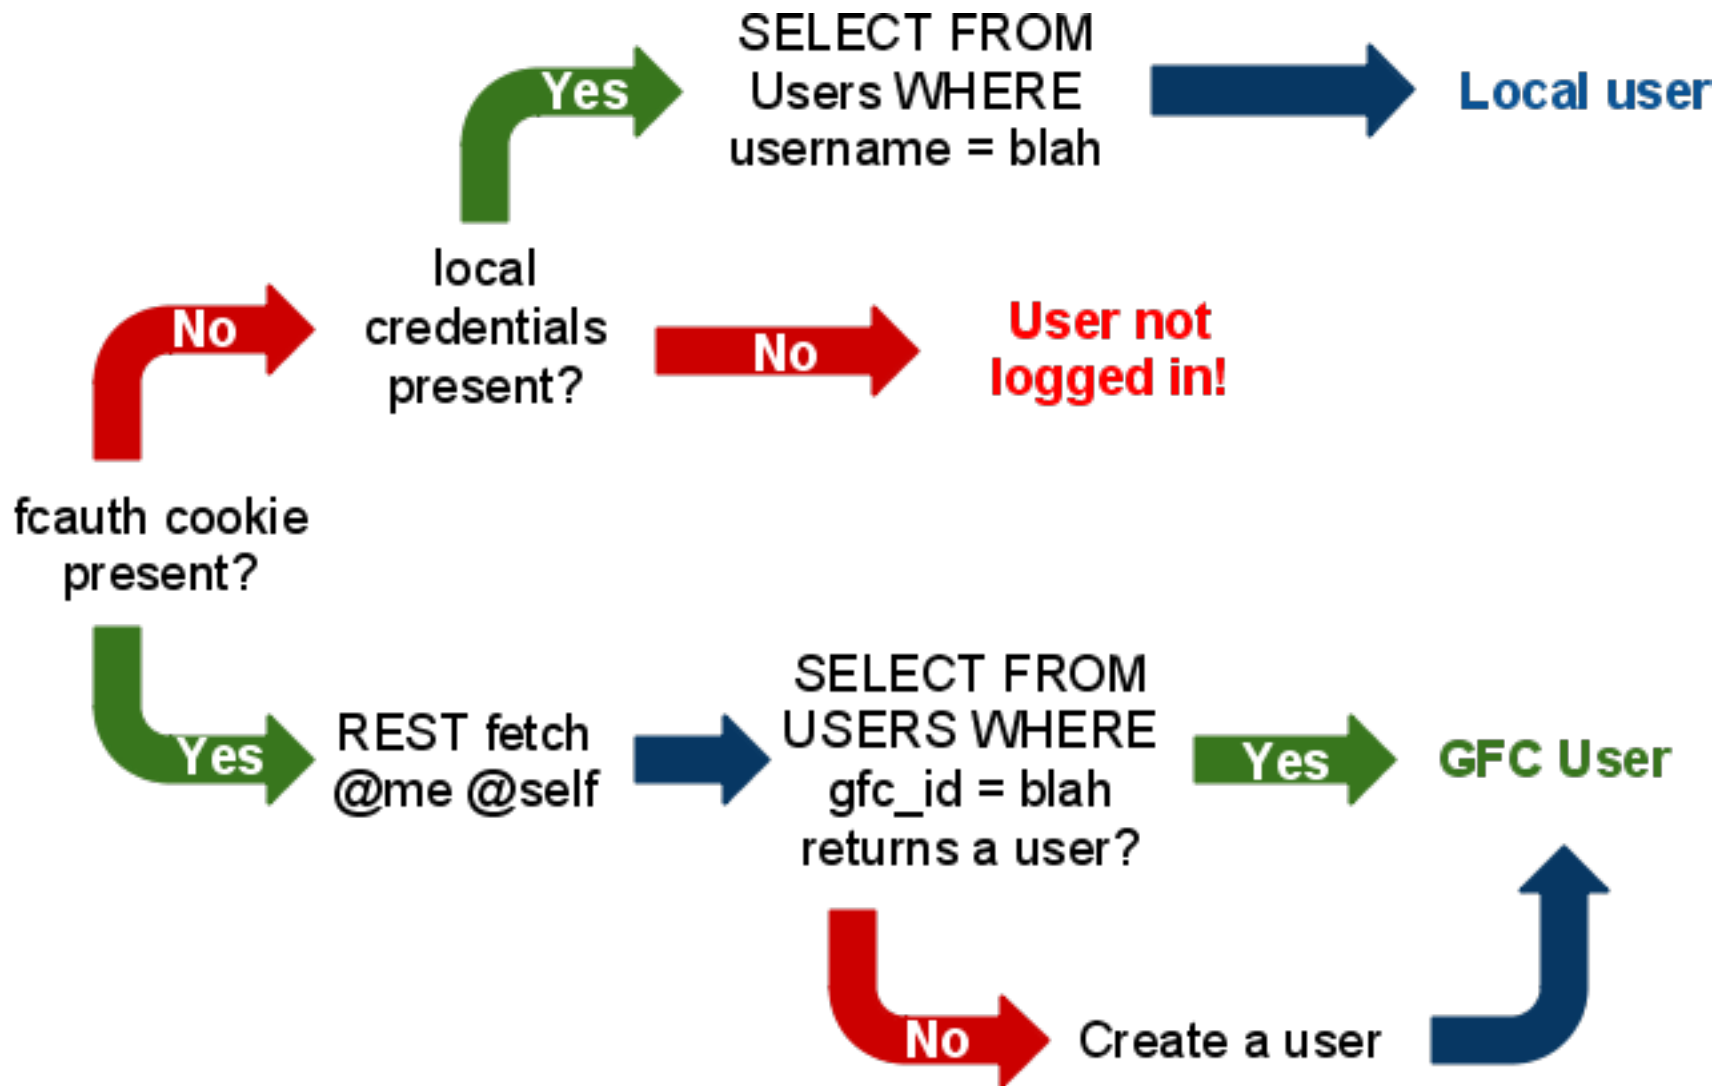 SELECT FROM
Users WHERE
username = blah
Yes
Local user
local
credentials
present?
No
No
User not
logged in!
fcauth cookie
present?
Yes
REST fetch
@me @self
SELECT FROM
USERS WHERE
gfc_id = blah
returns a user?
Yes
GFC User
No
Create a user